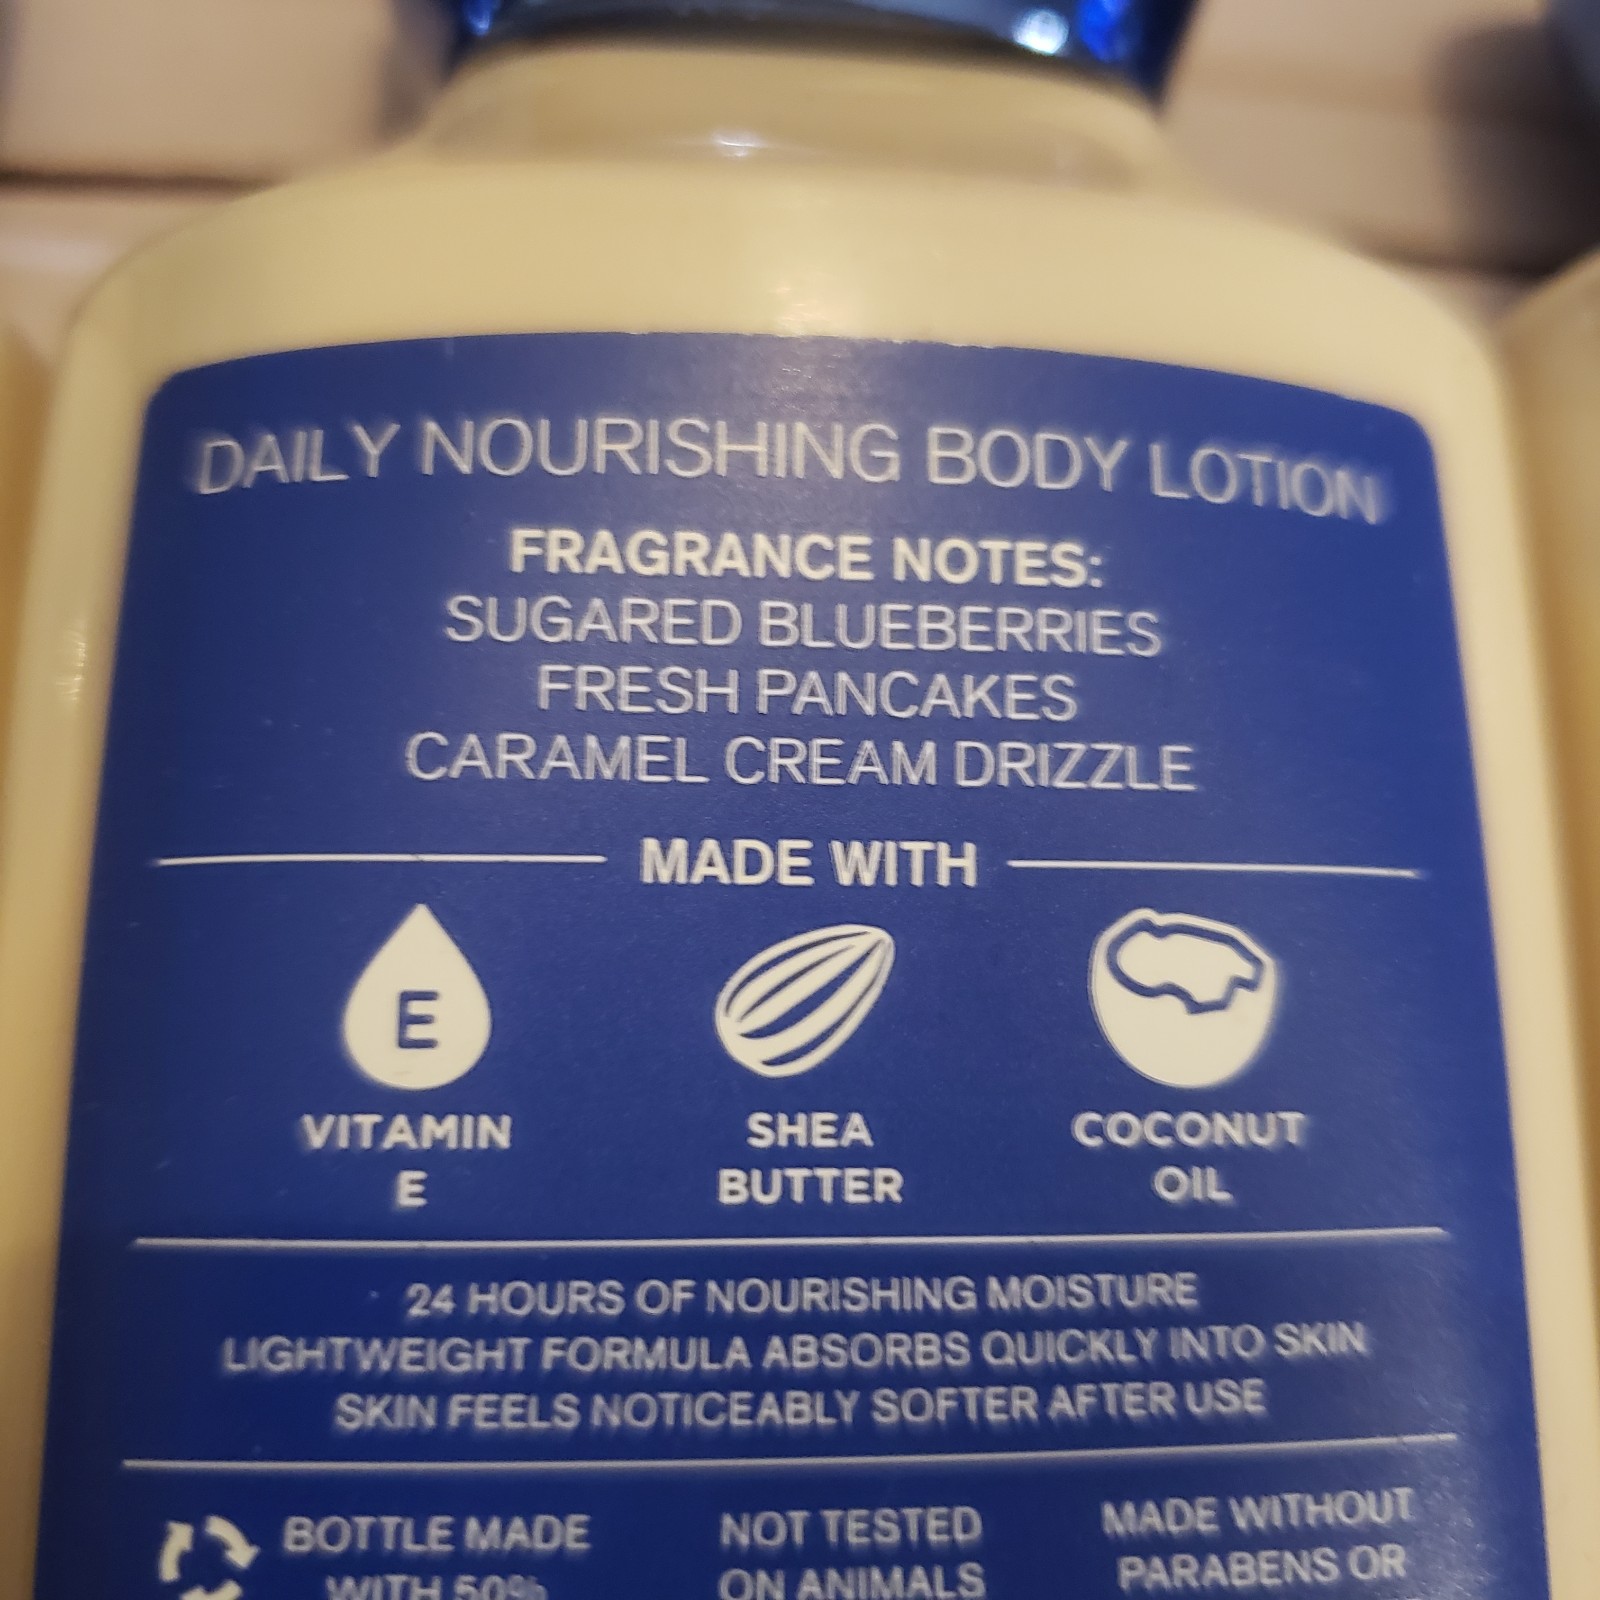 DAILY NOURISHING BODY LOTION
FRAGRANCE NOTES:
SUGARED BLUEBERRIES
FRESH PANCAKES
CARAMEL CREAM DRIZZLE
MADE WITH
E
VITAMIN
E
SHEA
BUTTER
COCONUT
OIL
24 HOURS OF NOURISHING MOISTURE
LIGHTWEIGHT FORMULA ABSORBS QUICKLY INTO SKIN
SKIN FEELS NOTICEABLY SOFTER AFTER USE
BOTTLE MADE
WITH 50%
NOT TESTED
ON ANIMALS
MADE WITHOUT
PARABENS OR